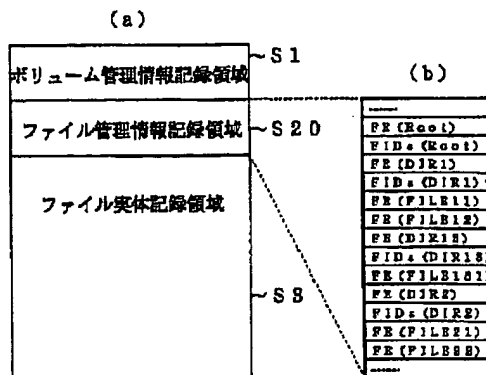 (a)
ボリューム管理情報記録領域
~S1
ファイル管理情報記録領域
~S20
ファイル実体記録領域
~S3
(b)
......
FE(Root)
FIDs(Root)
FE(DIR1)
FIDs(DIR1)
FE(FILE11)
FE(FILE12)
FE(DIR13)
FIDs(DIR13)
FE(FILE131)
FE(DIR2)
FIDs(DIR2)
FE(FILE21)
FE(FILE22)
......